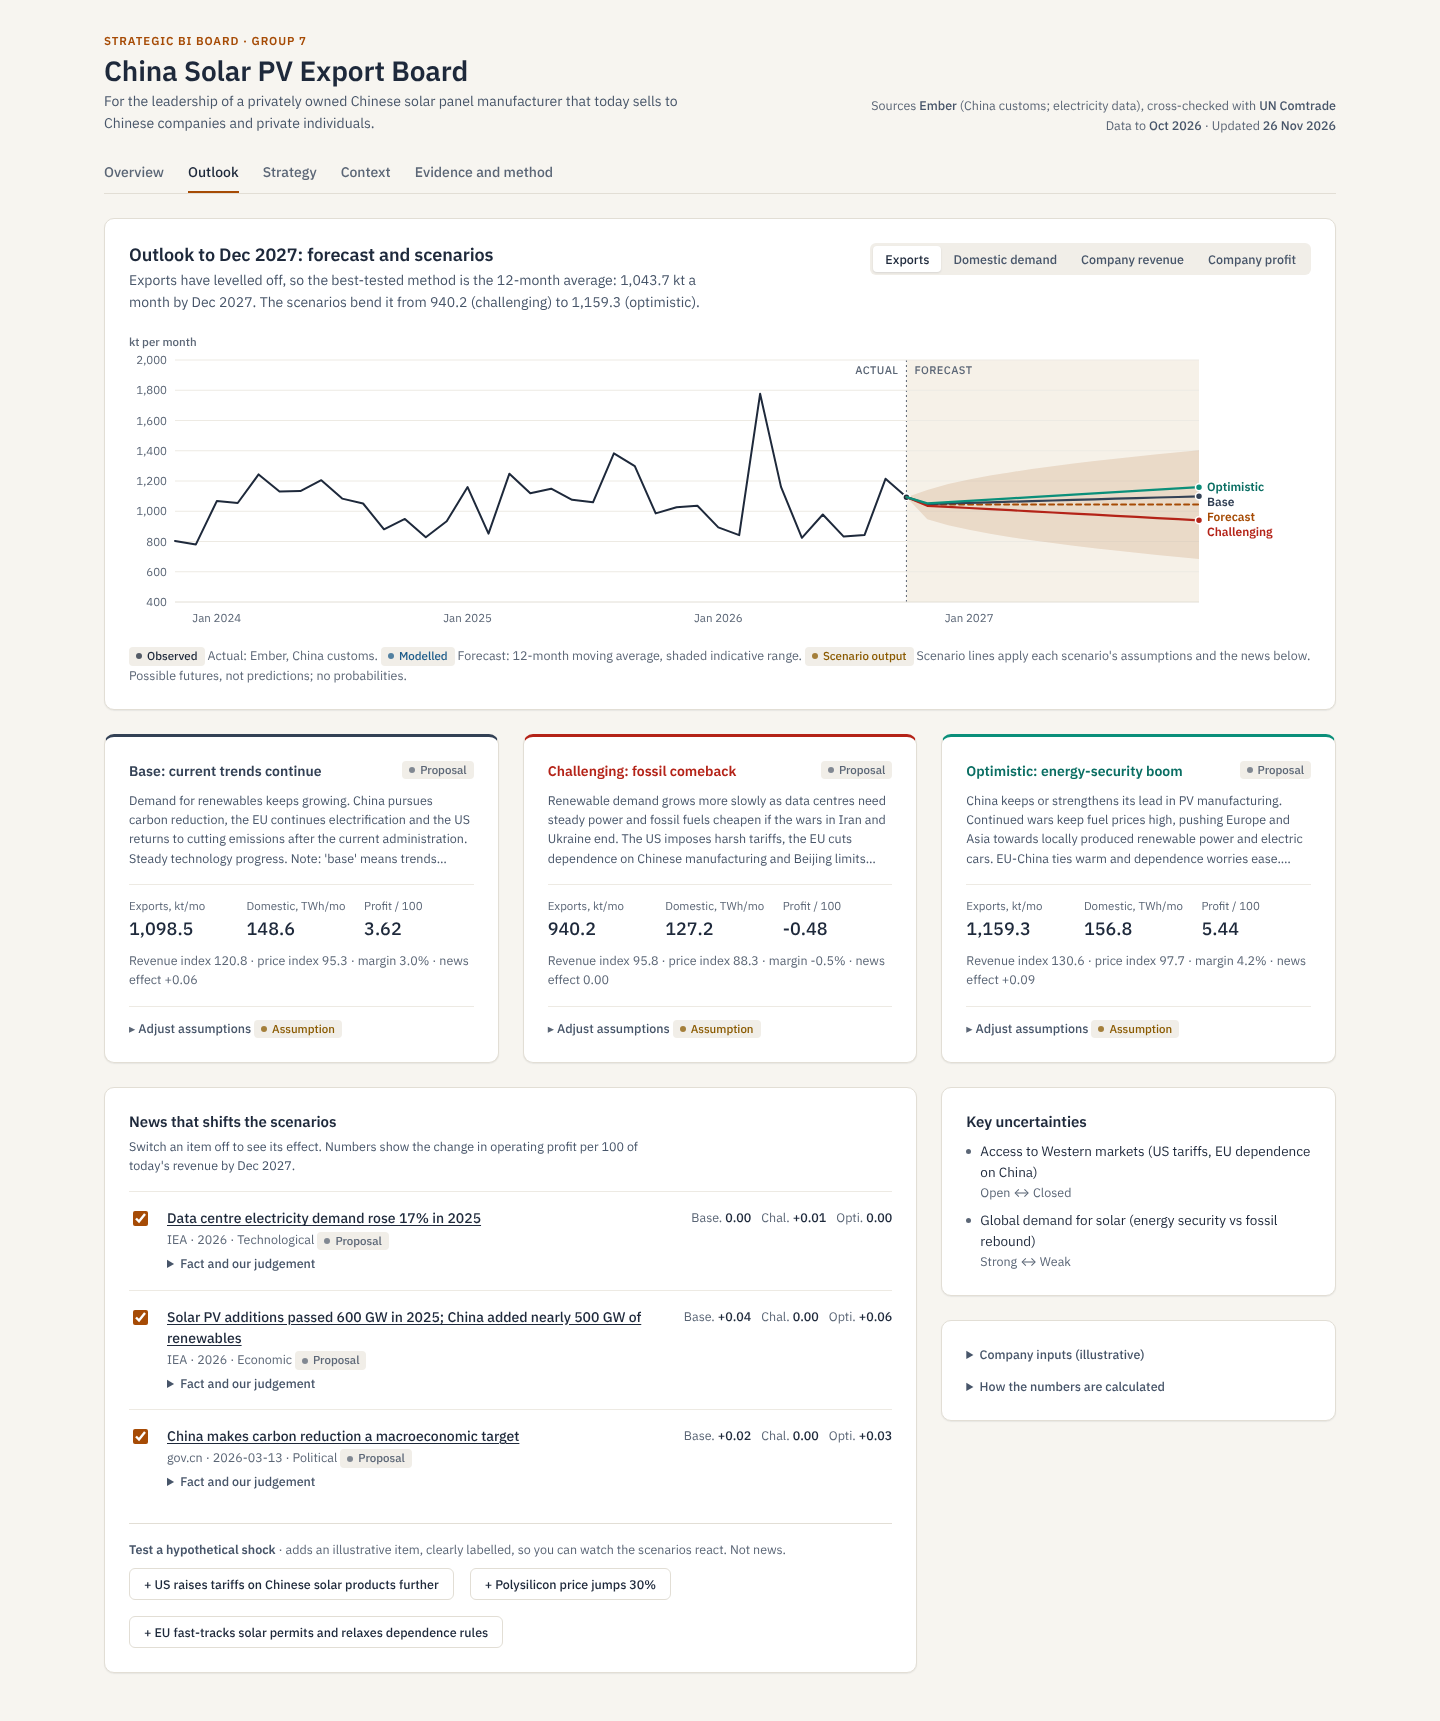 STRATEGIC BI BOARD · GROUP 7
China Solar PV Export Board
For the leadership of a privately owned Chinese solar panel manufacturer that today sells to
Chinese companies and private individuals.
Sources Ember (China customs; electricity data), cross-checked with UN Comtrade
Data to Oct 2026 · Updated 26 Nov 2026
Overview Outlook Strategy Context Evidence and method
Outlook to Dec 2027: forecast and scenarios
Exports have levelled off, so the best-tested method is the 12-month average: 1,043.7 kt a
month by Dec 2027. The scenarios bend it from 940.2 (challenging) to 1,159.3 (optimistic).
Exports Domestic demand Company revenue Company profit
kt per month
2,000
1,800
1,600
1,400
1,200
1,000
800
600
400
ACTUAL FORECAST
Optimistic
Base
Forecast
Challenging
Jan 2024 Jan 2025 Jan 2026 Jan 2027
Observed Actual: Ember, China customs. Modelled Forecast: 12-month moving average, shaded indicative range. Scenario output Scenario lines apply each scenario's assumptions and the news below.
Possible futures, not predictions; no probabilities.
Base: current trends continue Proposal
Demand for renewables keeps growing. China pursues
carbon reduction, the EU continues electrification and the US
returns to cutting emissions after the current administration.
Steady technology progress. Note: 'base' means trends...
Exports, kt/mo Domestic, TWh/mo Profit / 100
1,098.5 148.6 3.62
Revenue index 120.8 · price index 95.3 · margin 3.0% · news
effect +0.06
▸ Adjust assumptions Assumption
Challenging: fossil comeback Proposal
Renewable demand grows more slowly as data centres need
steady power and fossil fuels cheapen if the wars in Iran and
Ukraine end. The US imposes harsh tariffs, the EU cuts
dependence on Chinese manufacturing and Beijing limits...
Exports, kt/mo Domestic, TWh/mo Profit / 100
940.2 127.2 -0.48
Revenue index 95.8 · price index 88.3 · margin -0.5% · news
effect 0.00
▸ Adjust assumptions Assumption
Optimistic: energy-security boom Proposal
China keeps or strengthens its lead in PV manufacturing.
Continued wars keep fuel prices high, pushing Europe and
Asia towards locally produced renewable power and electric
cars. EU-China ties warm and dependence worries ease....
Exports, kt/mo Domestic, TWh/mo Profit / 100
1,159.3 156.8 5.44
Revenue index 130.6 · price index 97.7 · margin 4.2% · news
effect +0.09
▸ Adjust assumptions Assumption
News that shifts the scenarios
Switch an item off to see its effect. Numbers show the change in operating profit per 100 of
today's revenue by Dec 2027.
Data centre electricity demand rose 17% in 2025 Base. 0.00 Chal. +0.01 Opti. 0.00
IEA · 2026 · Technological Proposal
▶ Fact and our judgement
Solar PV additions passed 600 GW in 2025; China added nearly 500 GW of Base. +0.04 Chal. 0.00 Opti. +0.06
renewables
IEA · 2026 · Economic Proposal
▶ Fact and our judgement
China makes carbon reduction a macroeconomic target Base. +0.02 Chal. 0.00 Opti. +0.03
gov.cn · 2026-03-13 · Political Proposal
▶ Fact and our judgement
Test a hypothetical shock · adds an illustrative item, clearly labelled, so you can watch the scenarios react. Not news.
+ US raises tariffs on Chinese solar products further
+ Polysilicon price jumps 30%
+ EU fast-tracks solar permits and relaxes dependence rules
Key uncertainties
• Access to Western markets (US tariffs, EU dependence
on China)
Open ↔ Closed
• Global demand for solar (energy security vs fossil
rebound)
Strong ↔ Weak
▶ Company inputs (illustrative)
▶ How the numbers are calculated